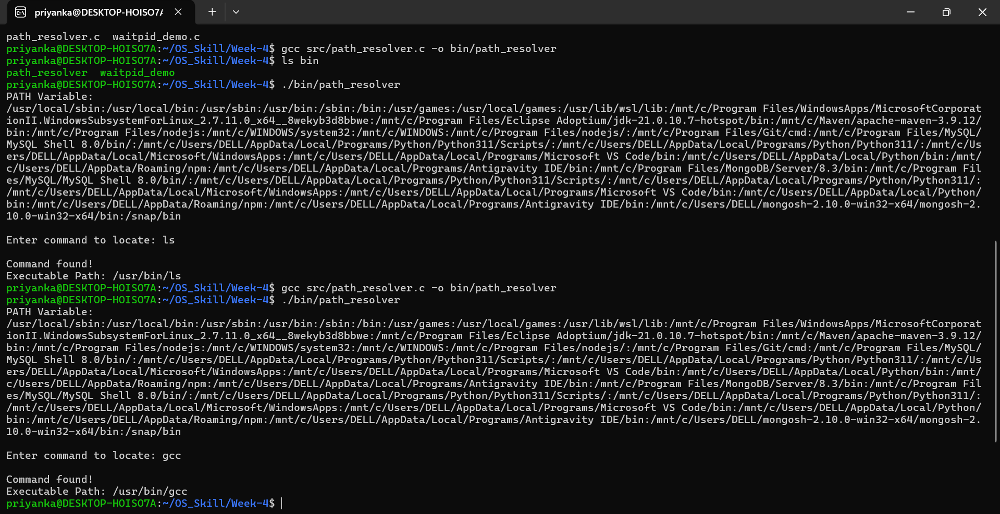 priyanka@DESKTOP-HOISO7A
path_resolver.c  waitpid_demo.c
priyanka@DESKTOP-HOISO7A:~/OS_Skill/Week-4$ gcc src/path_resolver.c -o bin/path_resolver
priyanka@DESKTOP-HOISO7A:~/OS_Skill/Week-4$ ls bin
path_resolver  waitpid_demo
priyanka@DESKTOP-HOISO7A:~/OS_Skill/Week-4$ ./bin/path_resolver
PATH Variable:
/usr/local/sbin:/usr/local/bin:/usr/sbin:/usr/bin:/sbin:/bin:/usr/games:/usr/local/games:/usr/lib/wsl/lib:/mnt/c/Program Files/WindowsApps/MicrosoftCorporat
ionII.WindowsSubsystemForLinux_2.7.11.0_x64__8wekyb3d8bbwe:/mnt/c/Program Files/Eclipse Adoptium/jdk-21.0.10.7-hotspot/bin:/mnt/c/Maven/apache-maven-3.9.12/
bin:/mnt/c/Program Files/nodejs:/mnt/c/WINDOWS/system32:/mnt/c/WINDOWS:/mnt/c/Program Files/nodejs/:/mnt/c/Program Files/Git/cmd:/mnt/c/Program Files/MySQL/
MySQL Shell 8.0/bin/:/mnt/c/Users/DELL/AppData/Local/Programs/Python/Python311/Scripts/:/mnt/c/Users/DELL/AppData/Local/Programs/Python/Python311/:/mnt/c/Us
ers/DELL/AppData/Local/Microsoft/WindowsApps:/mnt/c/Users/DELL/AppData/Local/Programs/Microsoft VS Code/bin:/mnt/c/Users/DELL/AppData/Local/Python/bin:/mnt/
c/Users/DELL/AppData/Roaming/npm:/mnt/c/Users/DELL/AppData/Local/Programs/Antigravity IDE/bin:/mnt/c/Program Files/MongoDB/Server/8.3/bin:/mnt/c/Program Fil
es/MySQL/MySQL Shell 8.0/bin/:/mnt/c/Users/DELL/AppData/Local/Programs/Python/Python311/Scripts/:/mnt/c/Users/DELL/AppData/Local/Programs/Python/Python311/:
/mnt/c/Users/DELL/AppData/Local/Microsoft/WindowsApps:/mnt/c/Users/DELL/AppData/Local/Programs/Microsoft VS Code/bin:/mnt/c/Users/DELL/AppData/Local/Python/
bin:/mnt/c/Users/DELL/AppData/Roaming/npm:/mnt/c/Users/DELL/AppData/Local/Programs/Antigravity IDE/bin:/mnt/c/Users/DELL/mongosh-2.10.0-win32-x64/mongosh-2.
10.0-win32-x64/bin:/snap/bin
Enter command to locate: ls
Command found!
Executable Path: /usr/bin/ls
priyanka@DESKTOP-HOISO7A:~/OS_Skill/Week-4$ gcc src/path_resolver.c -o bin/path_resolver
priyanka@DESKTOP-HOISO7A:~/OS_Skill/Week-4$ ./bin/path_resolver
PATH Variable:
/usr/local/sbin:/usr/local/bin:/usr/sbin:/usr/bin:/sbin:/bin:/usr/games:/usr/local/games:/usr/lib/wsl/lib:/mnt/c/Program Files/WindowsApps/MicrosoftCorporat
ionII.WindowsSubsystemForLinux_2.7.11.0_x64__8wekyb3d8bbwe:/mnt/c/Program Files/Eclipse Adoptium/jdk-21.0.10.7-hotspot/bin:/mnt/c/Maven/apache-maven-3.9.12/
bin:/mnt/c/Program Files/nodejs:/mnt/c/WINDOWS/system32:/mnt/c/WINDOWS:/mnt/c/Program Files/nodejs/:/mnt/c/Program Files/Git/cmd:/mnt/c/Program Files/MySQL/
MySQL Shell 8.0/bin/:/mnt/c/Users/DELL/AppData/Local/Programs/Python/Python311/Scripts/:/mnt/c/Users/DELL/AppData/Local/Programs/Python/Python311/:/mnt/c/Us
ers/DELL/AppData/Local/Microsoft/WindowsApps:/mnt/c/Users/DELL/AppData/Local/Programs/Microsoft VS Code/bin:/mnt/c/Users/DELL/AppData/Local/Python/bin:/mnt/
c/Users/DELL/AppData/Roaming/npm:/mnt/c/Users/DELL/AppData/Local/Programs/Antigravity IDE/bin:/mnt/c/Program Files/MongoDB/Server/8.3/bin:/mnt/c/Program Fil
es/MySQL/MySQL Shell 8.0/bin/:/mnt/c/Users/DELL/AppData/Local/Programs/Python/Python311/Scripts/:/mnt/c/Users/DELL/AppData/Local/Programs/Python/Python311/:
/mnt/c/Users/DELL/AppData/Local/Microsoft/WindowsApps:/mnt/c/Users/DELL/AppData/Local/Programs/Microsoft VS Code/bin:/mnt/c/Users/DELL/AppData/Local/Python/
bin:/mnt/c/Users/DELL/AppData/Roaming/npm:/mnt/c/Users/DELL/AppData/Local/Programs/Antigravity IDE/bin:/mnt/c/Users/DELL/mongosh-2.10.0-win32-x64/mongosh-2.
10.0-win32-x64/bin:/snap/bin
Enter command to locate: gcc
Command found!
Executable Path: /usr/bin/gcc
priyanka@DESKTOP-HOISO7A:~/OS_Skill/Week-4$